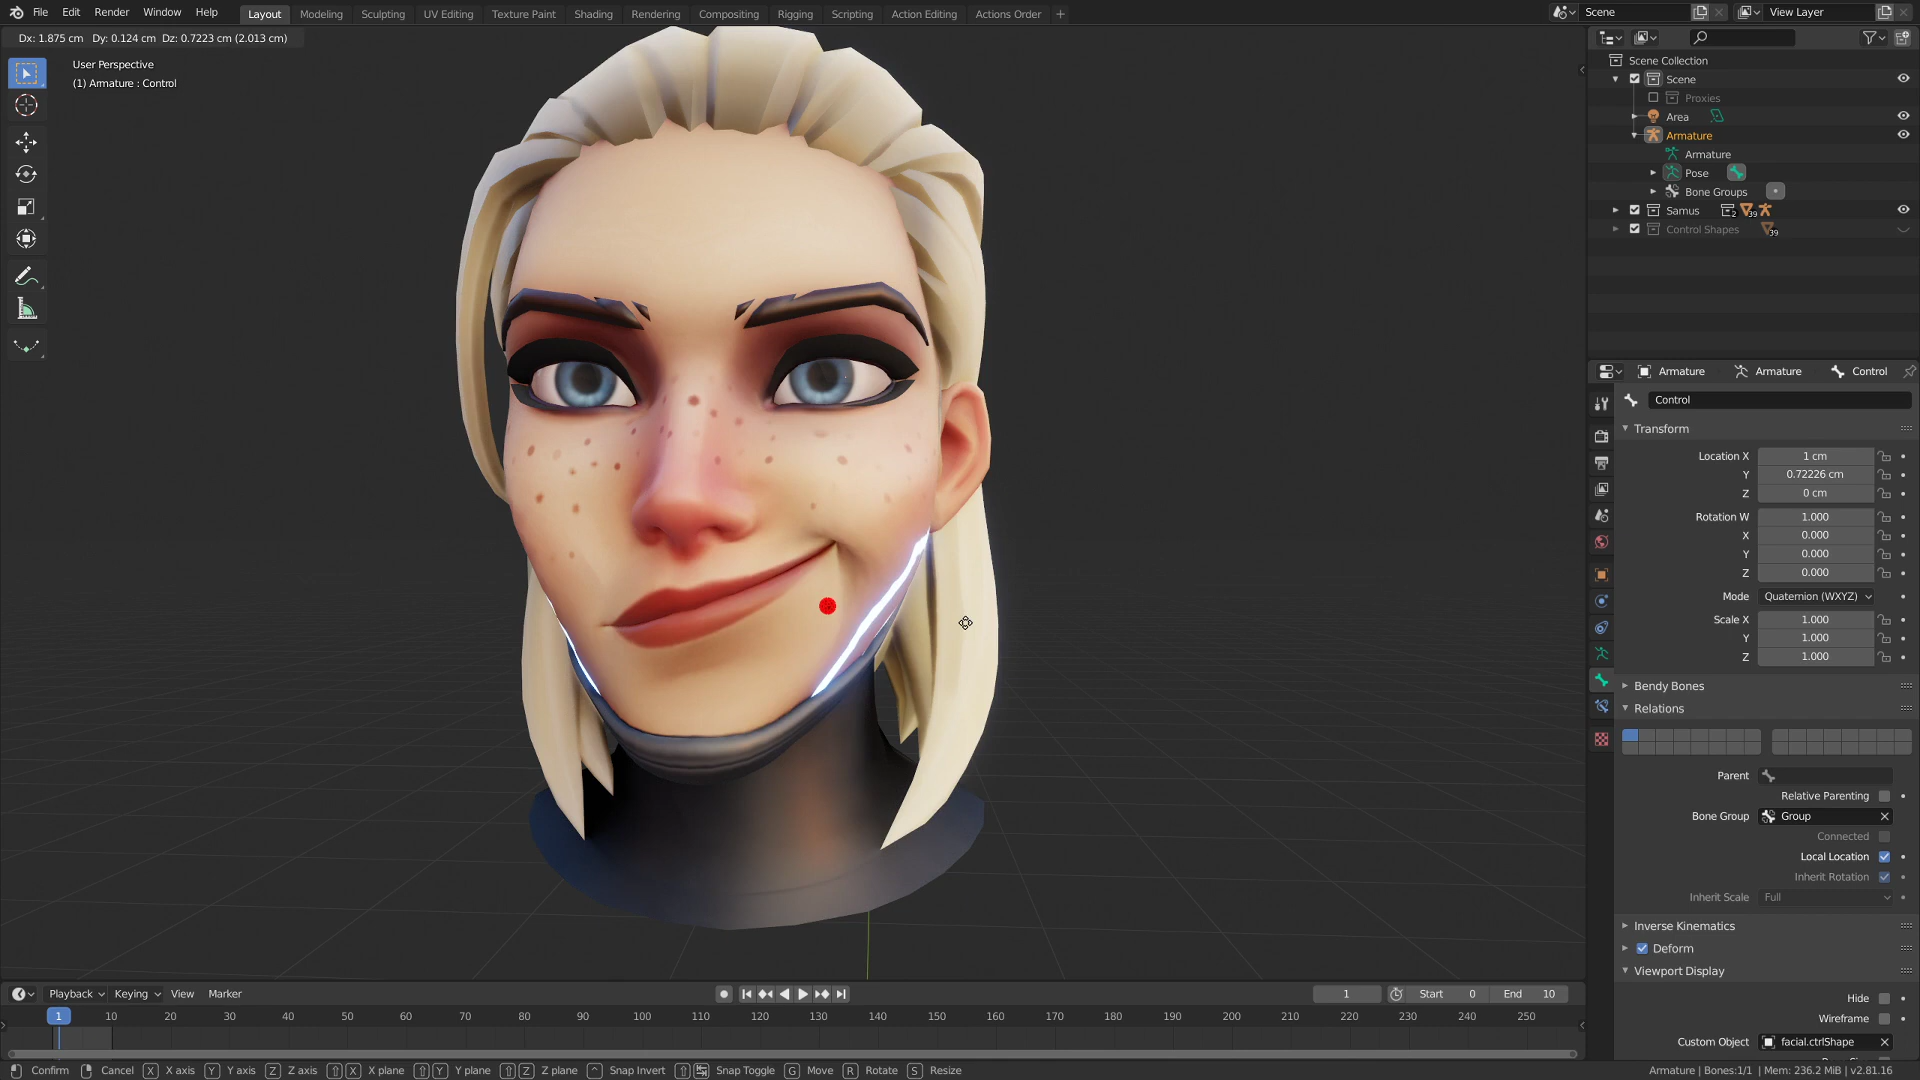 File Edit Render Window Help Layout Modeling Sculpting UV Editing Texture Paint Shading Rendering Compositing Rigging Scripting Action Editing Actions Order + Scene View Layer
Dx: 1.875 cm Dy: 0.124 cm Dz: 0.7223 cm (2.013 cm)
User Perspective
(1) Armature : Control
Scene Collection
Scene
Proxies
Area
Armature
Armature
Pose
Bone Groups
Samus 2 39
Control Shapes 39
Armature Armature Control
Control
Transform
Location X 1 cm
Y 0.72226 cm
Z 0 cm
Rotation W 1.000
X 0.000
Y 0.000
Z 0.000
Mode Quaternion (WXYZ)
Scale X 1.000
Y 1.000
Z 1.000
Bendy Bones
Relations
Parent
Relative Parenting
Bone Group Group
Connected
Local Location
Inherit Rotation
Inherit Scale Full
Inverse Kinematics
Deform
Viewport Display
Hide
Wireframe
Custom Object facial.ctrlShape
Playback Keying View Marker 1 Start 0 End 10
1 10 20 30 40 50 60 70 80 90 100 110 120 130 140 150 160 170 180 190 200 210 220 230 240 250
Confirm Cancel X X axis Y Y axis Z Z axis X X plane Y Y plane Z Z plane Snap Invert Snap Toggle G Move R Rotate S Resize Armature | Bones:1/1 | Mem: 236.2 MiB | v2.81.16